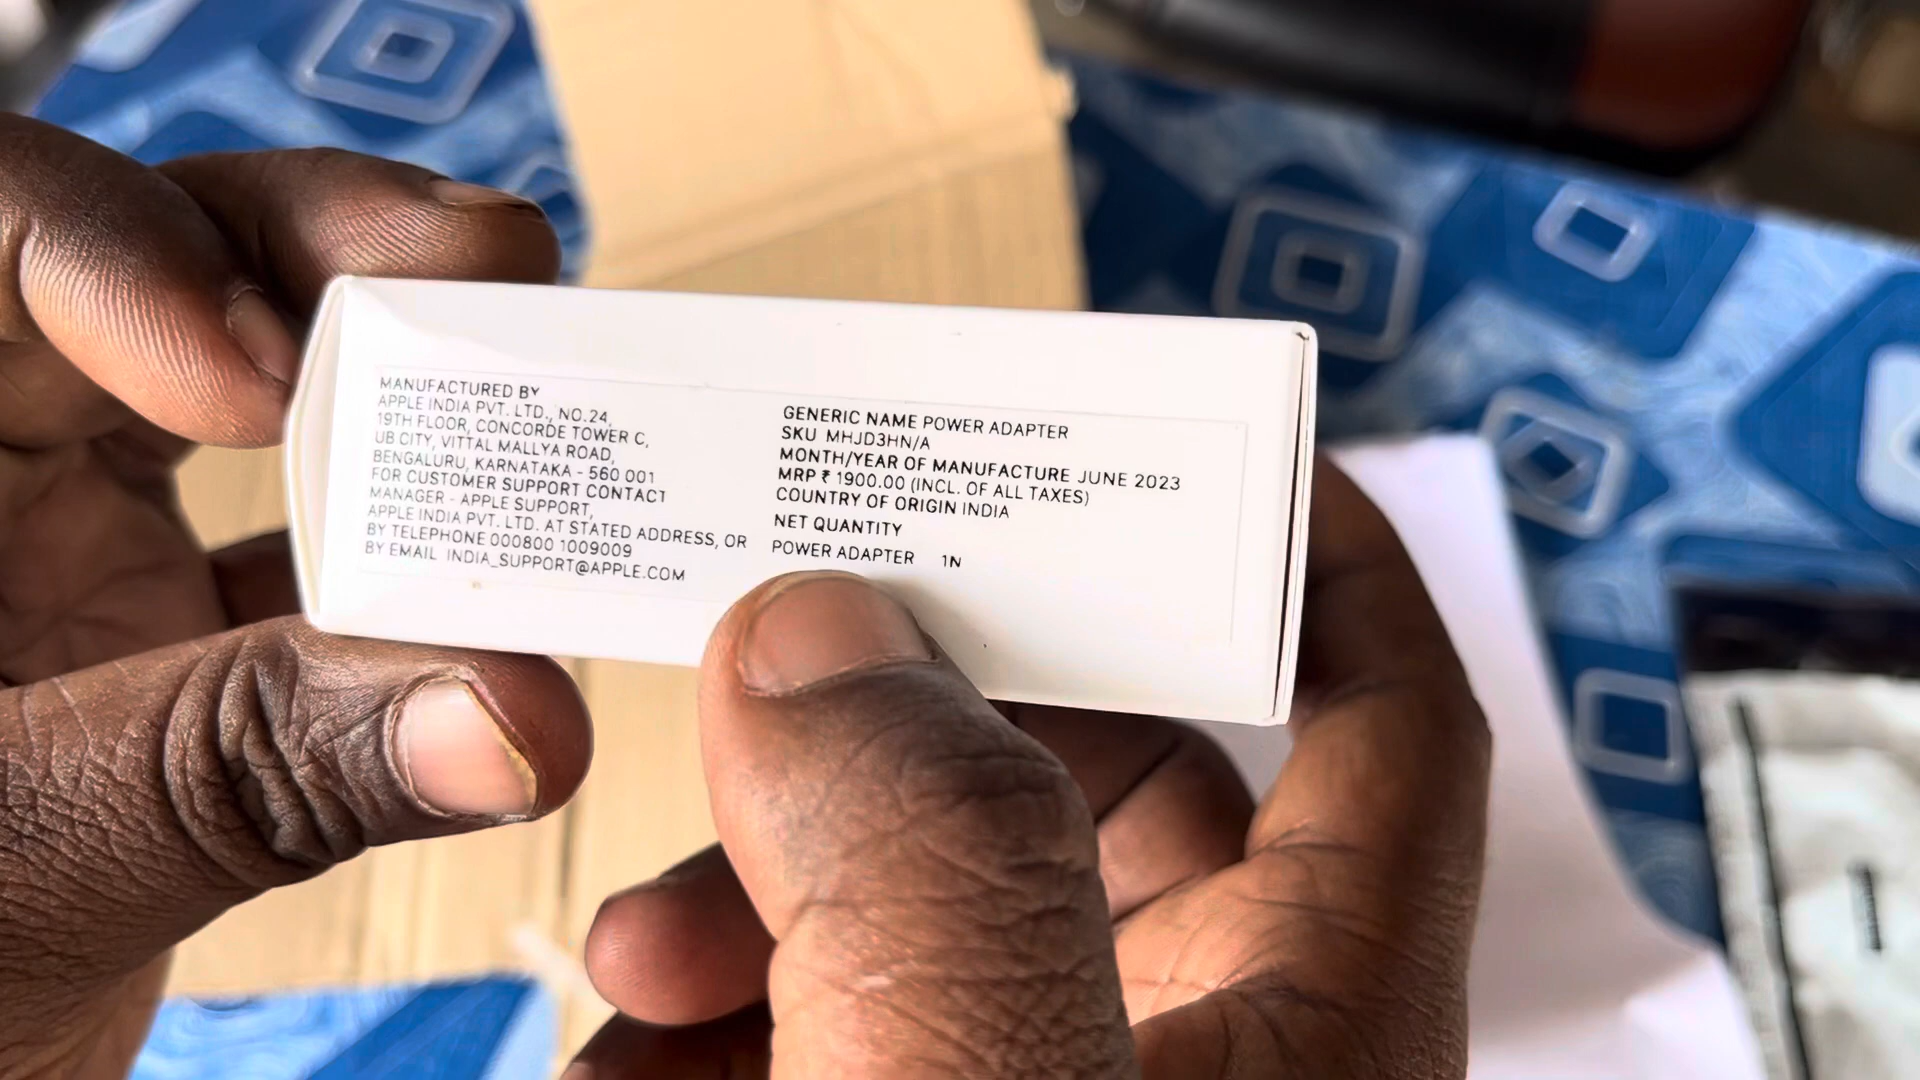 MANUFACTURED BY
APPLE INDIA PVT. LTD., NO.24,
19TH FLOOR, CONCORDE TOWER C,
UB CITY, VITTAL MALLYA ROAD,
BENGALURU, KARNATAKA - 560 001
FOR CUSTOMER SUPPORT CONTACT
MANAGER - APPLE SUPPORT,
APPLE INDIA PVT. LTD. AT STATED ADDRESS, OR
BY TELEPHONE 000800 1009009
BY EMAIL INDIA_SUPPORT@APPLE.COM
GENERIC NAME POWER ADAPTER
SKU MHJD3HN/A
MONTH/YEAR OF MANUFACTURE JUNE 2023
MRP ₹ 1900.00 (INCL. OF ALL TAXES)
COUNTRY OF ORIGIN INDIA
NET QUANTITY
POWER ADAPTER 1N